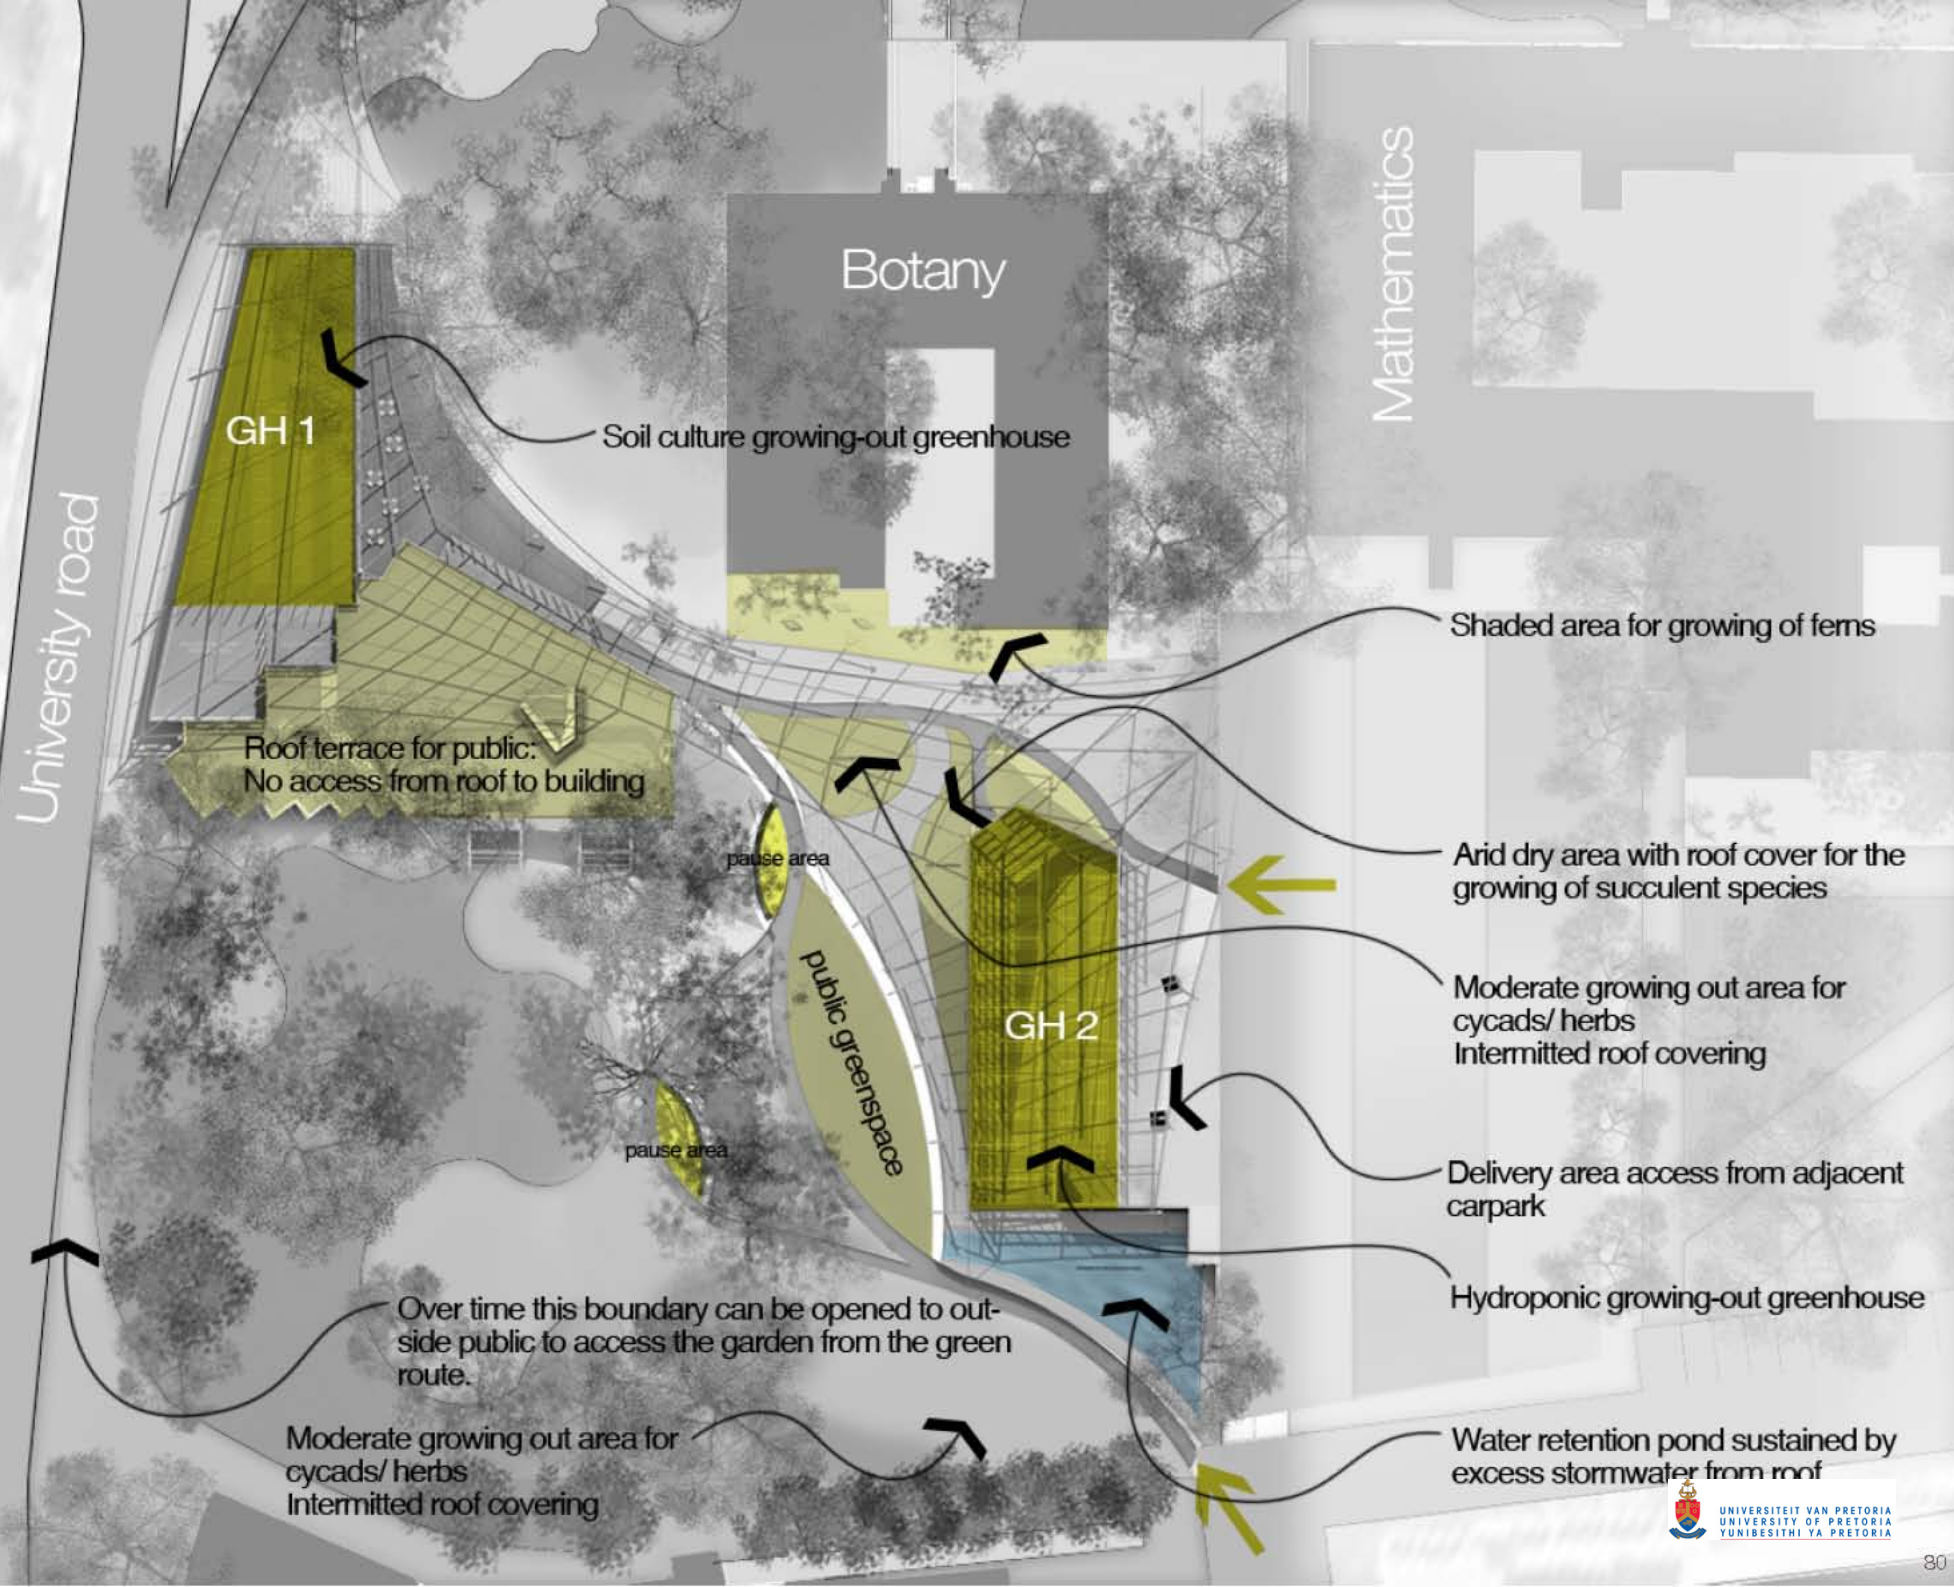 Mathematics
Botany
GH 1
Soil culture growing-out greenhouse
University road
Shaded area for growing of ferns
Roof terrace for public:
No access from roof to building
pause area
Arid dry area with roof cover for the
growing of succulent species
public greenspace
Moderate growing out area for
cycads/ herbs
Intermitted roof covering
GH 2
pause area
Delivery area access from adjacent
carpark
Hydroponic growing-out greenhouse
Over time this boundary can be opened to out-
side public to access the garden from the green
route.
Moderate growing out area for
cycads/ herbs
Intermitted roof covering
Water retention pond sustained by
excess stormwater from roof
UNIVERSITEIT VAN PRETORIA
UNIVERSITY OF PRETORIA
YUNIBESITHI YA PRETORIA
80